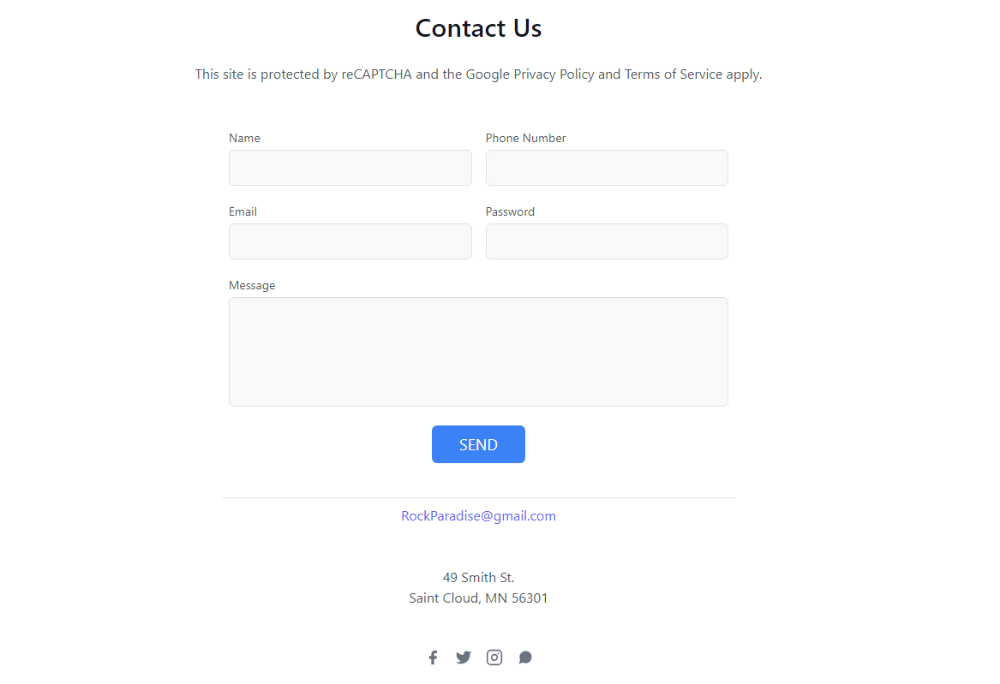 Contact Us
This site is protected by reCAPTCHA and the Google Privacy Policy and Terms of Service apply.
Name
Phone Number
Email
Password
Message
SEND
RockParadise@gmail.com
49 Smith St.
Saint Cloud, MN 56301